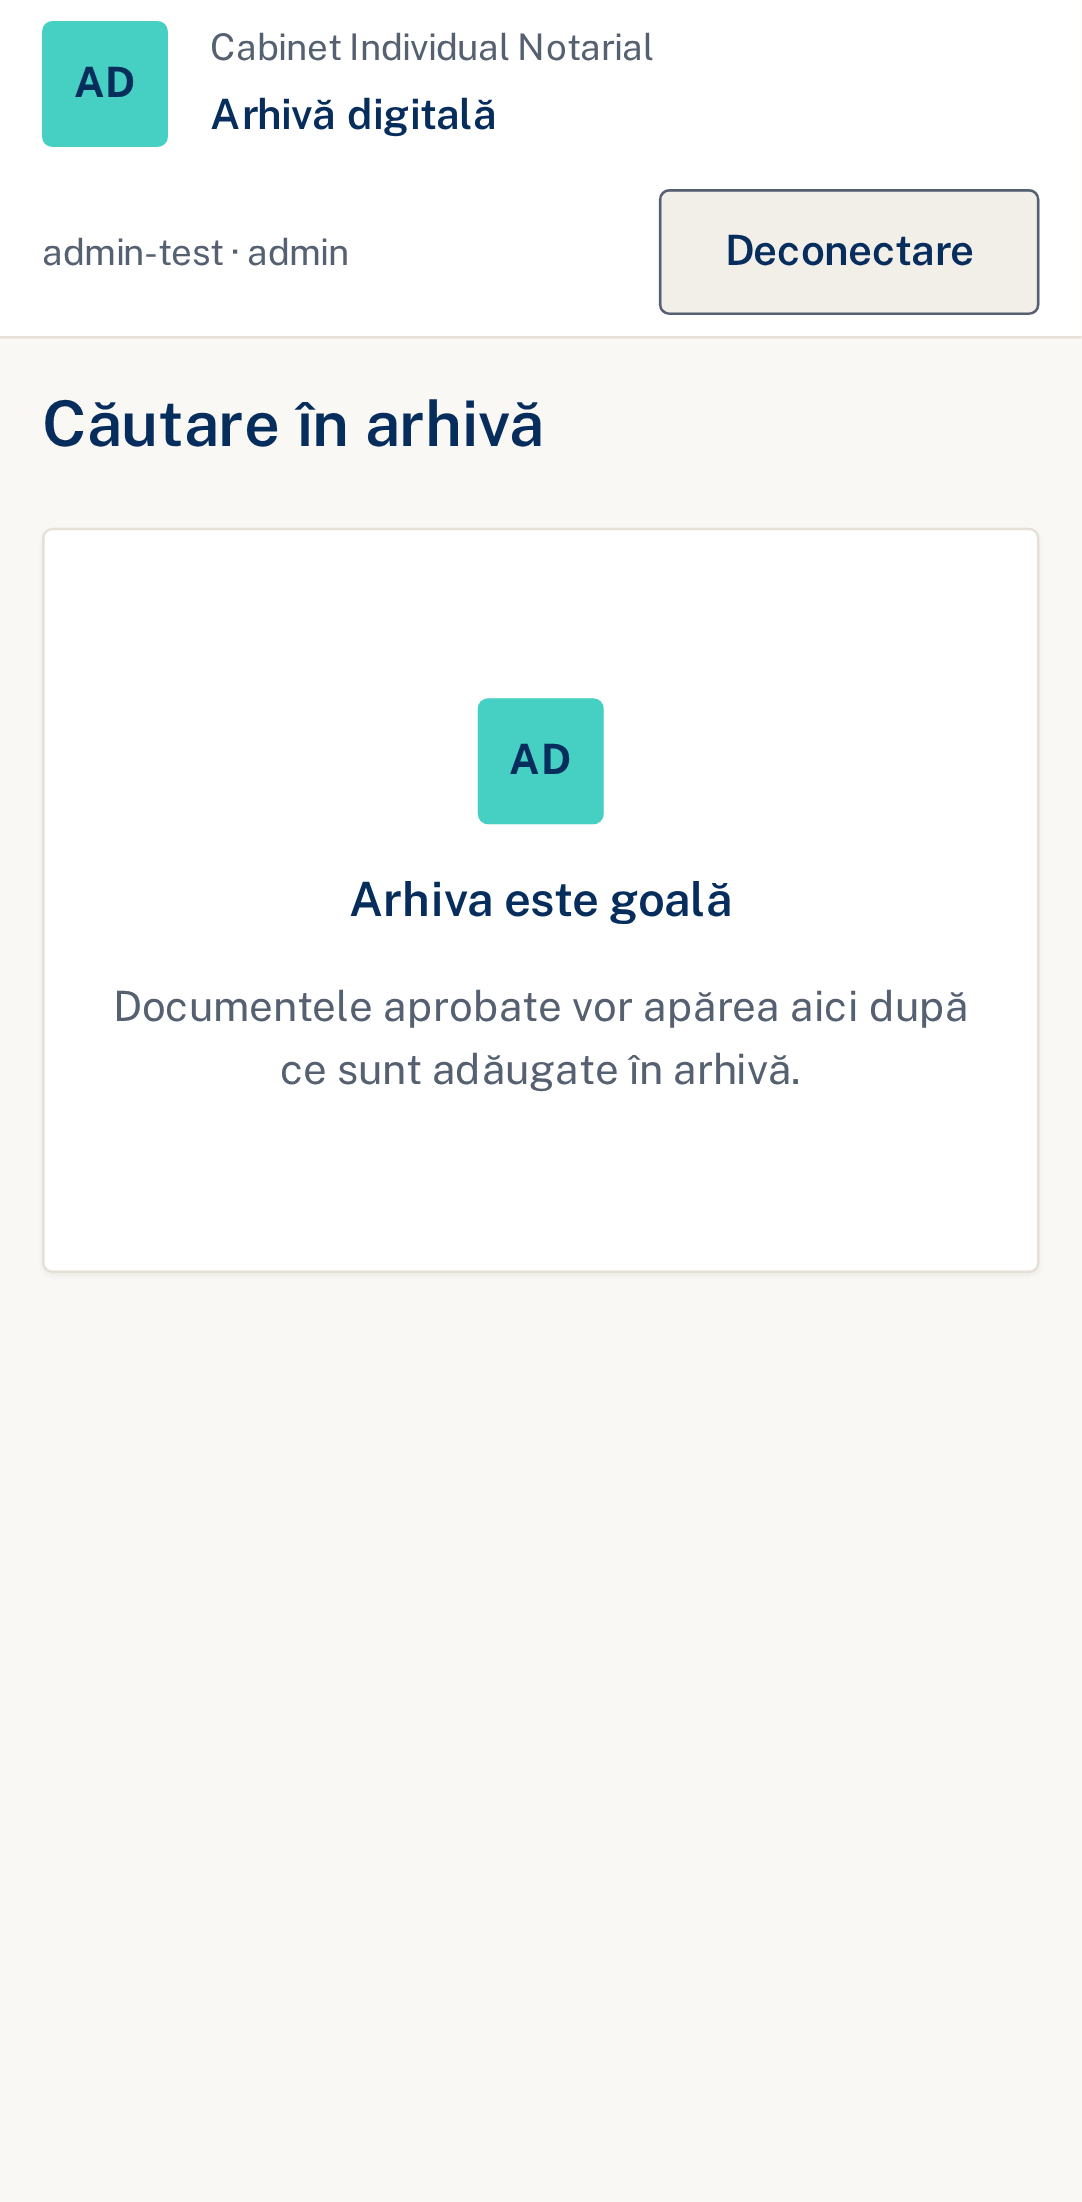 AD
Cabinet Individual Notarial
Arhivă digitală
admin-test · admin
Deconectare
Căutare în arhivă
AD
Arhiva este goală
Documentele aprobate vor apărea aici după
ce sunt adăugate în arhivă.